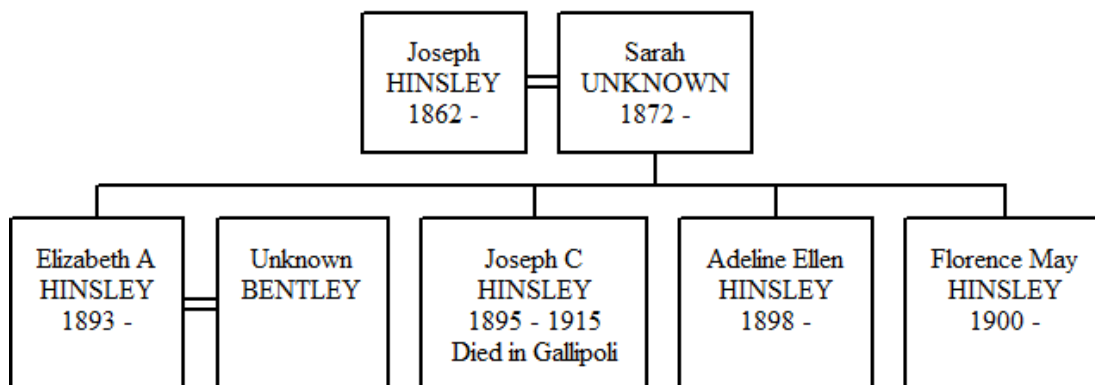 Joseph
HINSLEY
1862 -
Sarah
UNKNOWN
1872 -
Elizabeth A
HINSLEY
1893 -
Unknown
BENTLEY
Joseph C
HINSLEY
1895 - 1915
Died in Gallipoli
Adeline Ellen
HINSLEY
1898 -
Florence May
HINSLEY
1900 -